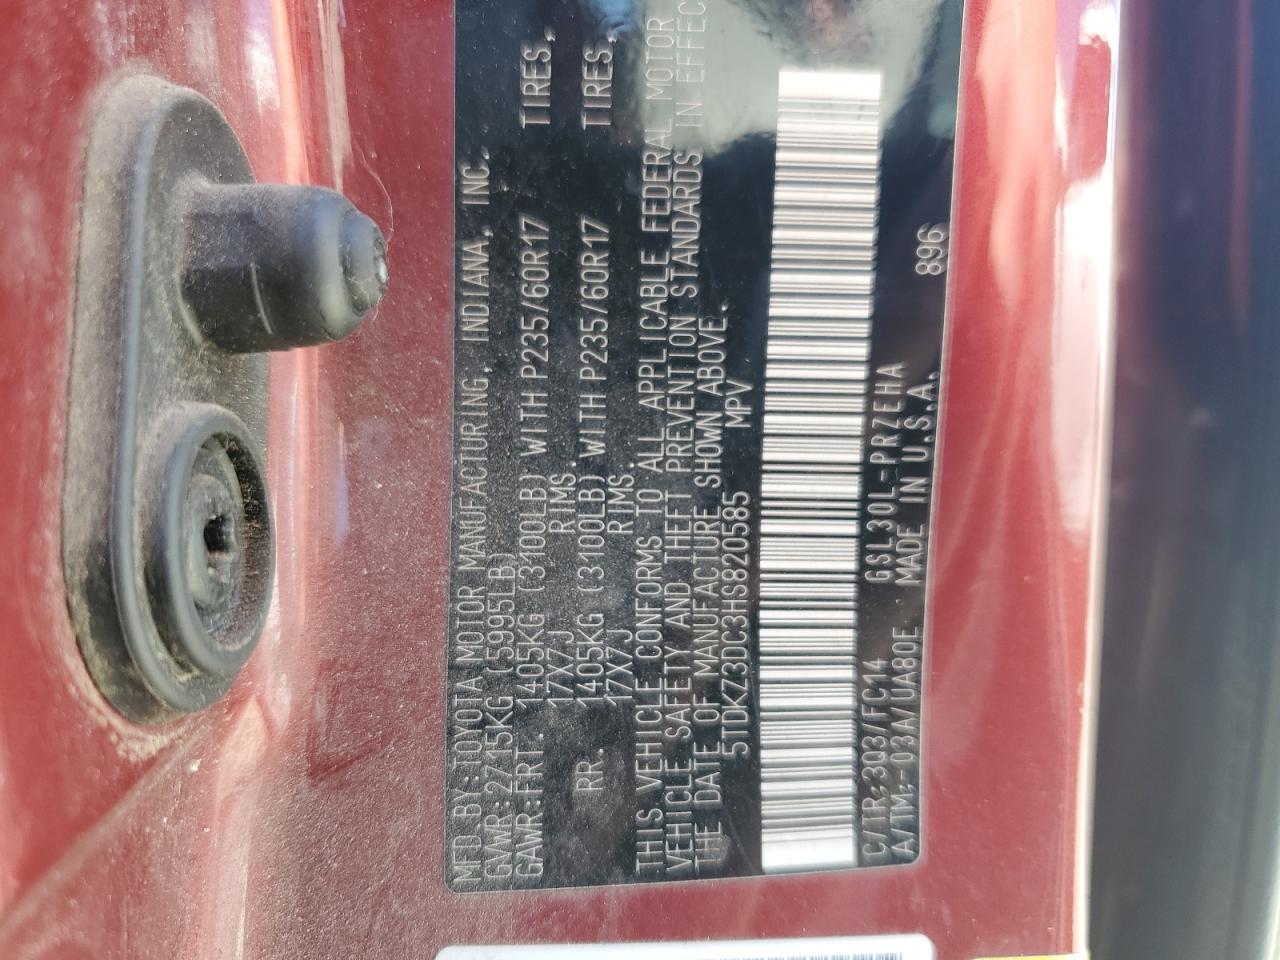 MFD.BY:TOYOTA MOTOR MANUFACTURING, INDIANA, INC.
GVWR:2715KG (5995LB)
GAWR:FRT. 1405KG (3100LB) WITH P235/60R17 TIRES,
17X7J RIMS.
RR. 1405KG (3100LB) WITH P235/60R17 TIRES,
17X7J RIMS.
THIS VEHICLE CONFORMS TO ALL APPLICABLE FEDERAL MOTOR
VEHICLE SAFETY AND THEFT PREVENTION STANDARDS IN EFFEC
THE DATE OF MANUFACTURE SHOWN ABOVE.
5TDKZ3DC3HS820585 MPV
C/TR:3Q3/FC14 GSL30L-PRZEHA
A/TM:-03A/UA80E MADE IN U.S.A. 896